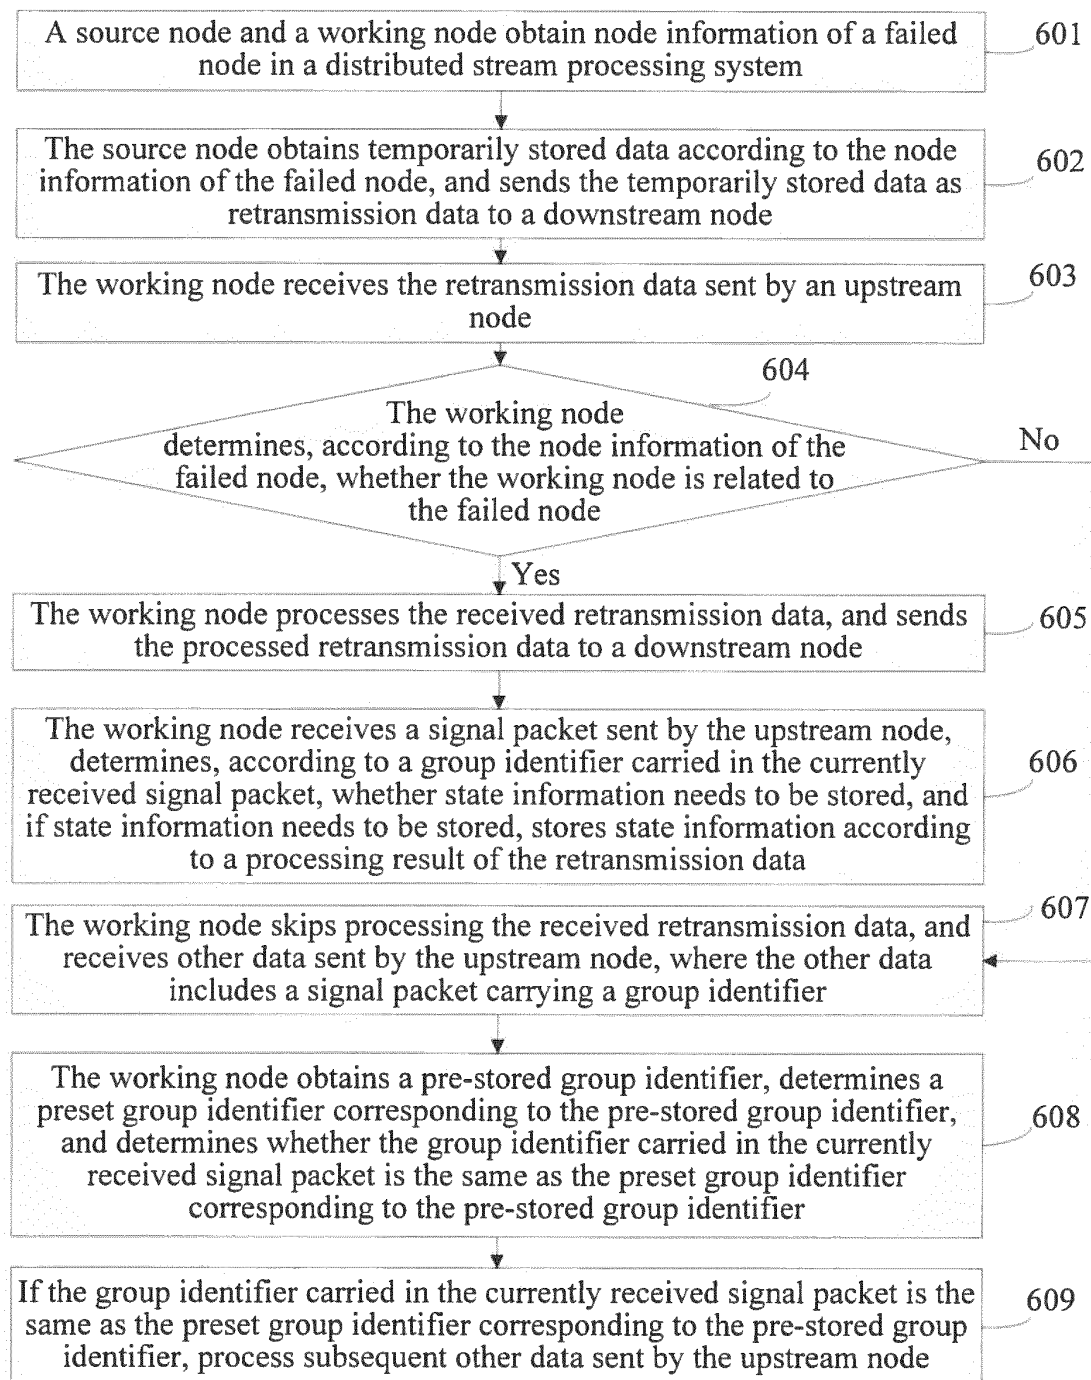 A source node and a working node obtain node information of a failed
node in a distributed stream processing system
601
The source node obtains temporarily stored data according to the node
information of the failed node, and sends the temporarily stored data as
retransmission data to a downstream node
602
The working node receives the retransmission data sent by an upstream
node
603
604
The working node
determines, according to the node information of the
failed node, whether the working node is related to
the failed node
No
Yes
The working node processes the received retransmission data, and sends
the processed retransmission data to a downstream node
605
The working node receives a signal packet sent by the upstream node,
determines, according to a group identifier carried in the currently
received signal packet, whether state information needs to be stored, and
if state information needs to be stored, stores state information according
to a processing result of the retransmission data
606
The working node skips processing the received retransmission data, and
receives other data sent by the upstream node, where the other data
includes a signal packet carrying a group identifier
607
The working node obtains a pre-stored group identifier, determines a
preset group identifier corresponding to the pre-stored group identifier,
and determines whether the group identifier carried in the currently
received signal packet is the same as the preset group identifier
corresponding to the pre-stored group identifier
608
If the group identifier carried in the currently received signal packet is the
same as the preset group identifier corresponding to the pre-stored group
identifier, process subsequent other data sent by the upstream node
609